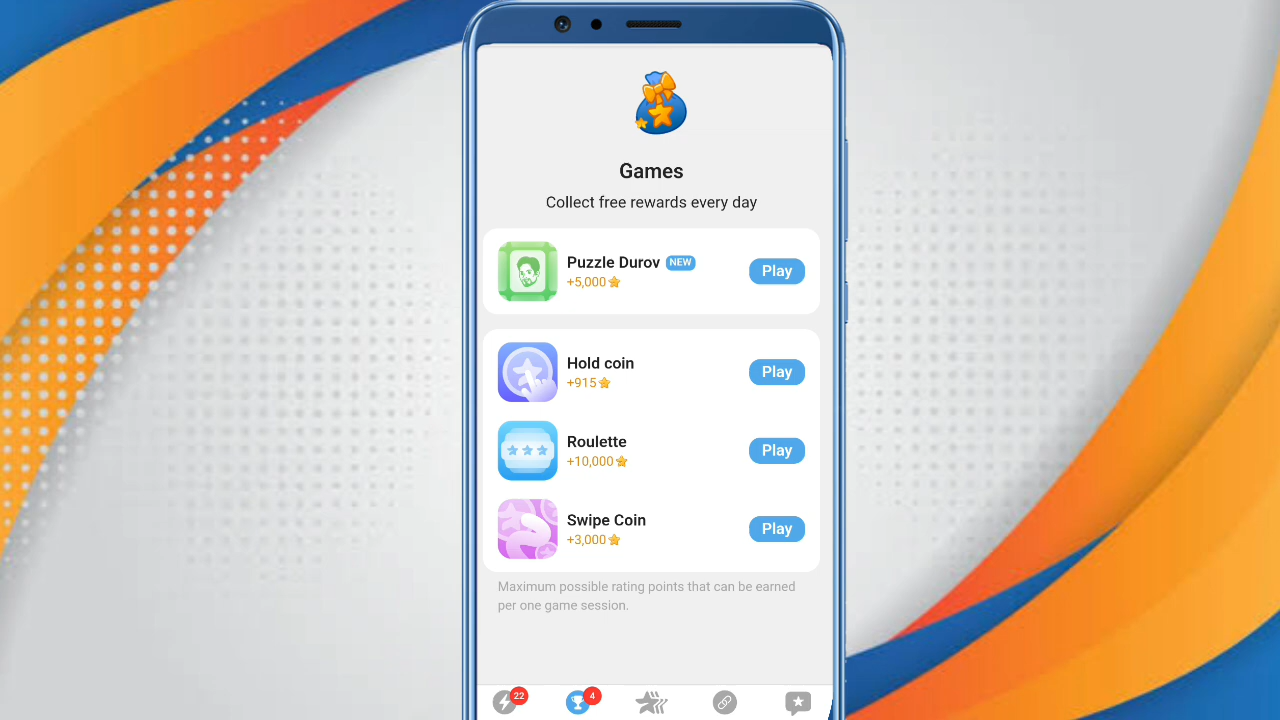 Games
Collect free rewards every day
Puzzle Durov NEW
+5,000
Play
Hold coin
+915
Play
Roulette
+10,000
Play
Swipe Coin
+3,000
Play
Maximum possible rating points that can be earned
per one game session.
22
4